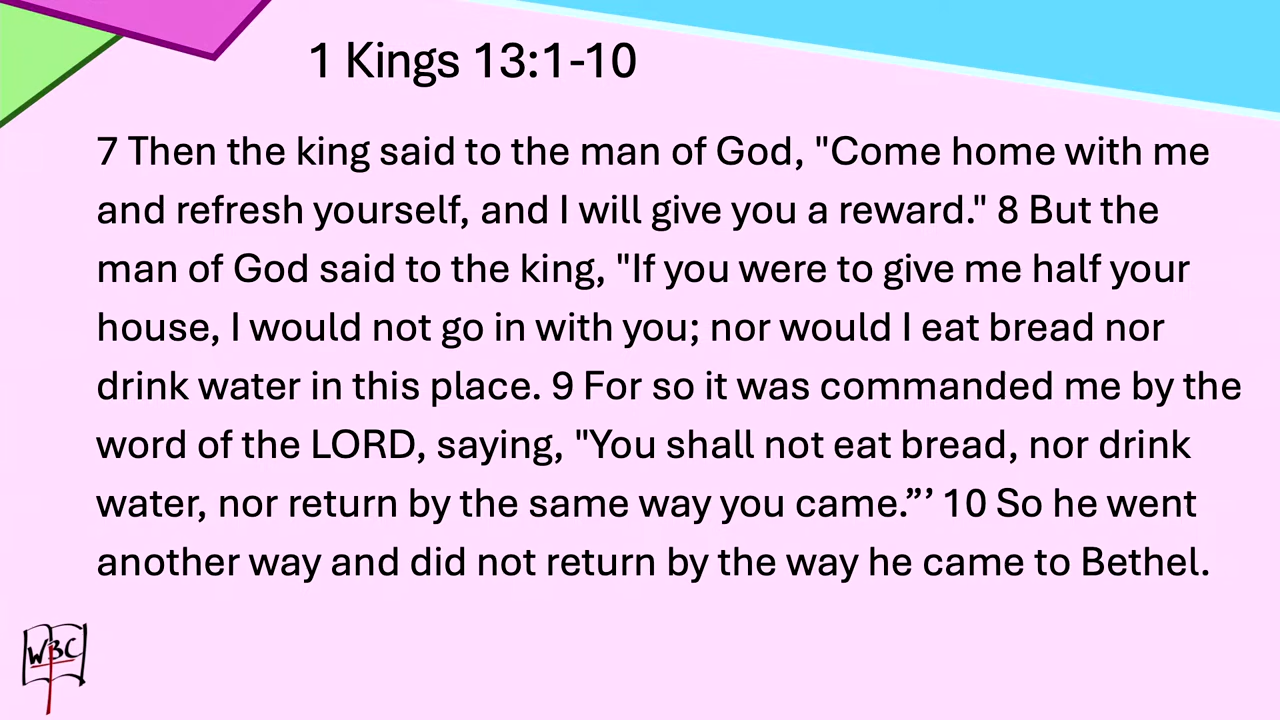 1 Kings 13:1-10
7 Then the king said to the man of God, "Come home with me
and refresh yourself, and I will give you a reward." 8 But the
man of God said to the king, "If you were to give me half your
house, I would not go in with you; nor would I eat bread nor
drink water in this place. 9 For so it was commanded me by the
word of the LORD, saying, "You shall not eat bread, nor drink
water, nor return by the same way you came.”’ 10 So he went
another way and did not return by the way he came to Bethel.
WBC